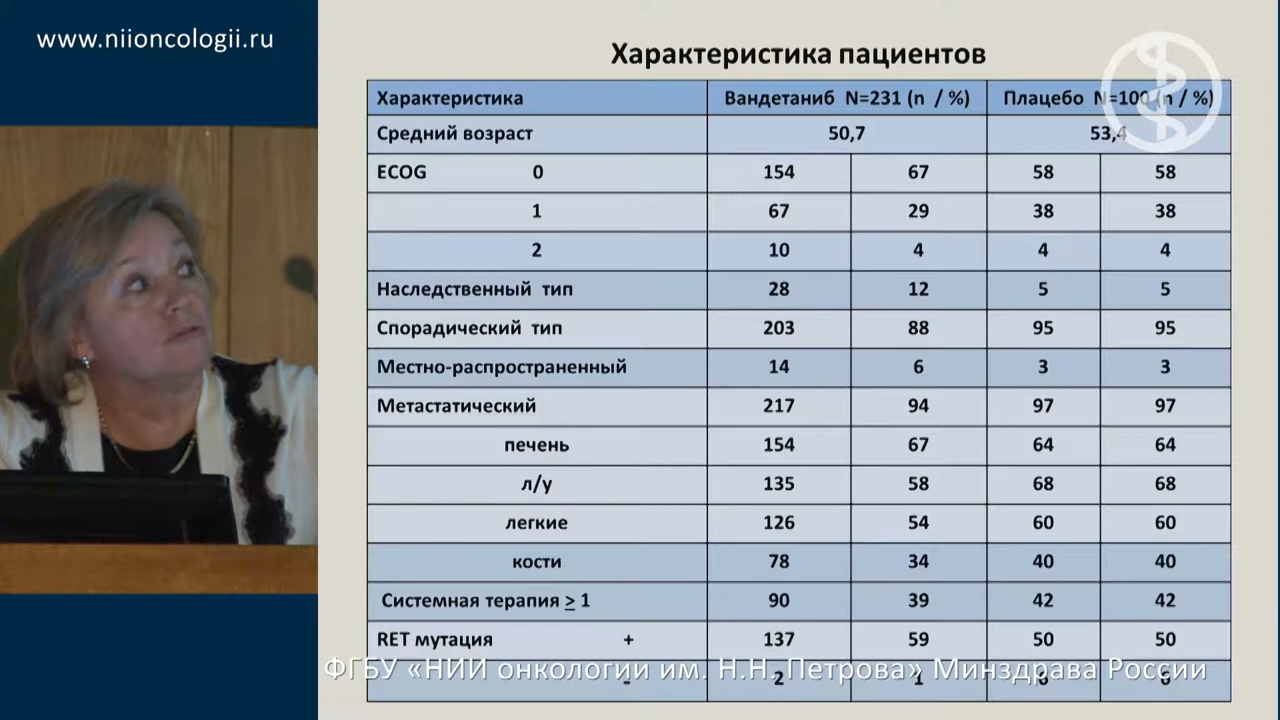 www.niioncologii.ru
Характеристика пациентов
Характеристика Вандетаниб N=231 (n / %) Плацебо N=100 (n / %)
Средний возраст 50,7 53,4
ECOG 0 154 67 58 58
1 67 29 38 38
2 10 4 4 4
Наследственный тип 28 12 5 5
Спорадический тип 203 88 95 95
Местно-распространенный 14 6 3 3
Метастатический 217 94 97 97
печень 154 67 64 64
л/у 135 58 68 68
легкие 126 54 60 60
кости 78 34 40 40
Системная терапия ≥ 1 90 39 42 42
RET мутация + 137 59 50 50
ФГБУ «НИИ онкологии им. Н.Н. Петрова» Минздрава России
- 2 1 6 6